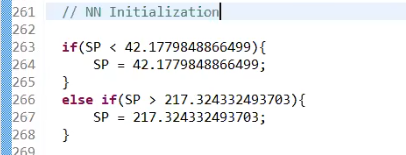 261 // NN Initialization
262
263 if(SP < 42.1779848866499){
264 SP = 42.1779848866499;
265 }
266 else if(SP > 217.324332493703){
267 SP = 217.324332493703;
268 }
269